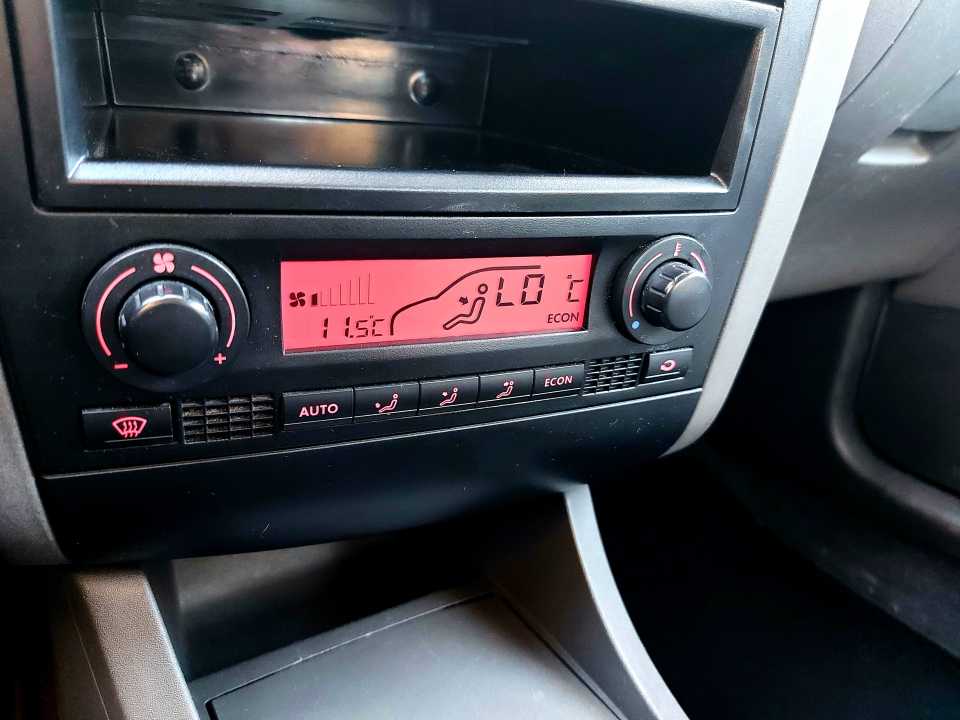 LO °C
11.5°C
ECON
- +
AUTO
ECON